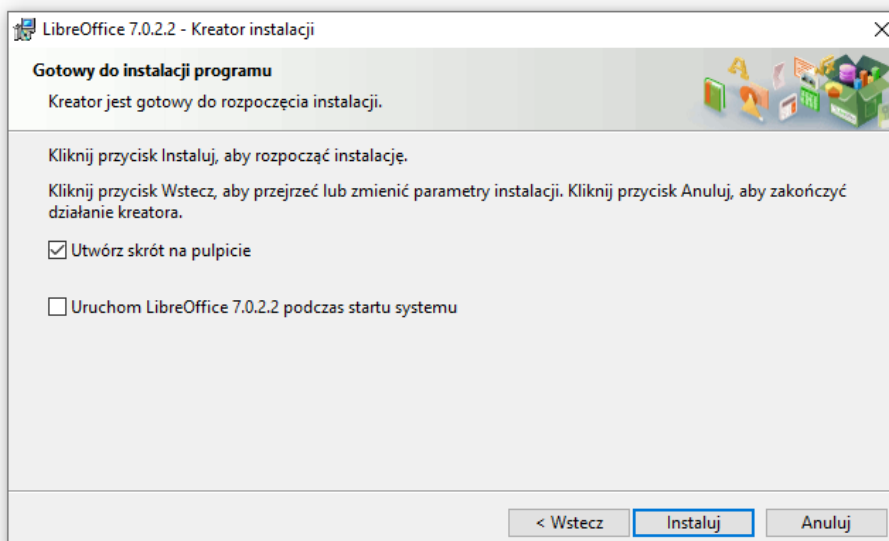 LibreOffice 7.0.2.2 - Kreator instalacji
Gotowy do instalacji programu
Kreator jest gotowy do rozpoczęcia instalacji.
Kliknij przycisk Instaluj, aby rozpocząć instalację.
Kliknij przycisk Wstecz, aby przejrzeć lub zmienić parametry instalacji. Kliknij przycisk Anuluj, aby zakończyć
działanie kreatora.
Utwórz skrót na pulpicie
Uruchom LibreOffice 7.0.2.2 podczas startu systemu
< Wstecz
Instaluj
Anuluj